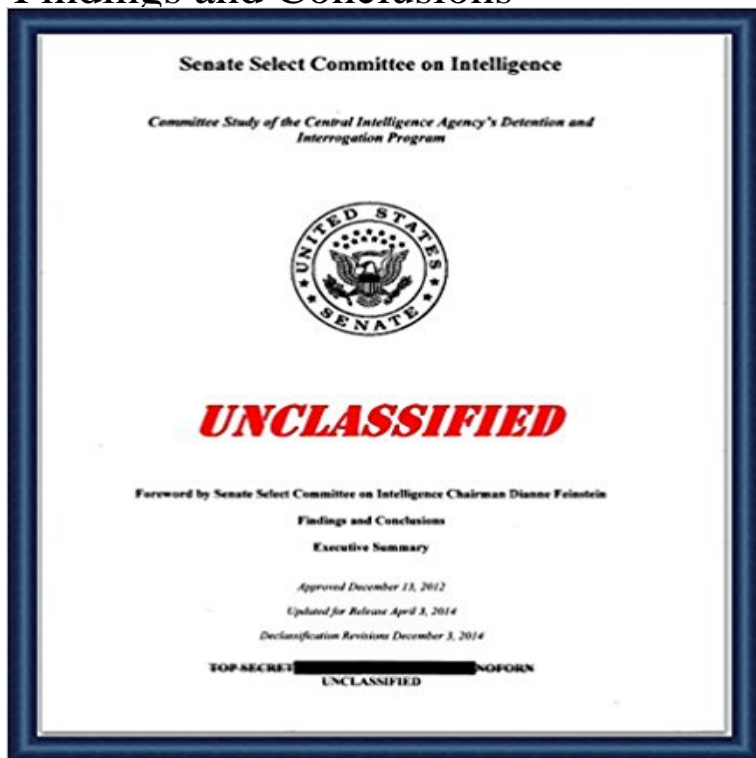 Findings and Conclusions
Senate Select Committee on Intelligence
Committee Study of the Central Intelligence Agency's Detention and
Interrogation Program
UNITED STATES
SENATE
UNCLASSIFIED
Foreword by Senate Select Committee on Intelligence Chairman Dianne Feinstein
Findings and Conclusions
Executive Summary
Approved December 13, 2012
Updated for Release April 3, 2014
Declassification Revisions December 3, 2014
TOP SECRET NOFORN
UNCLASSIFIED